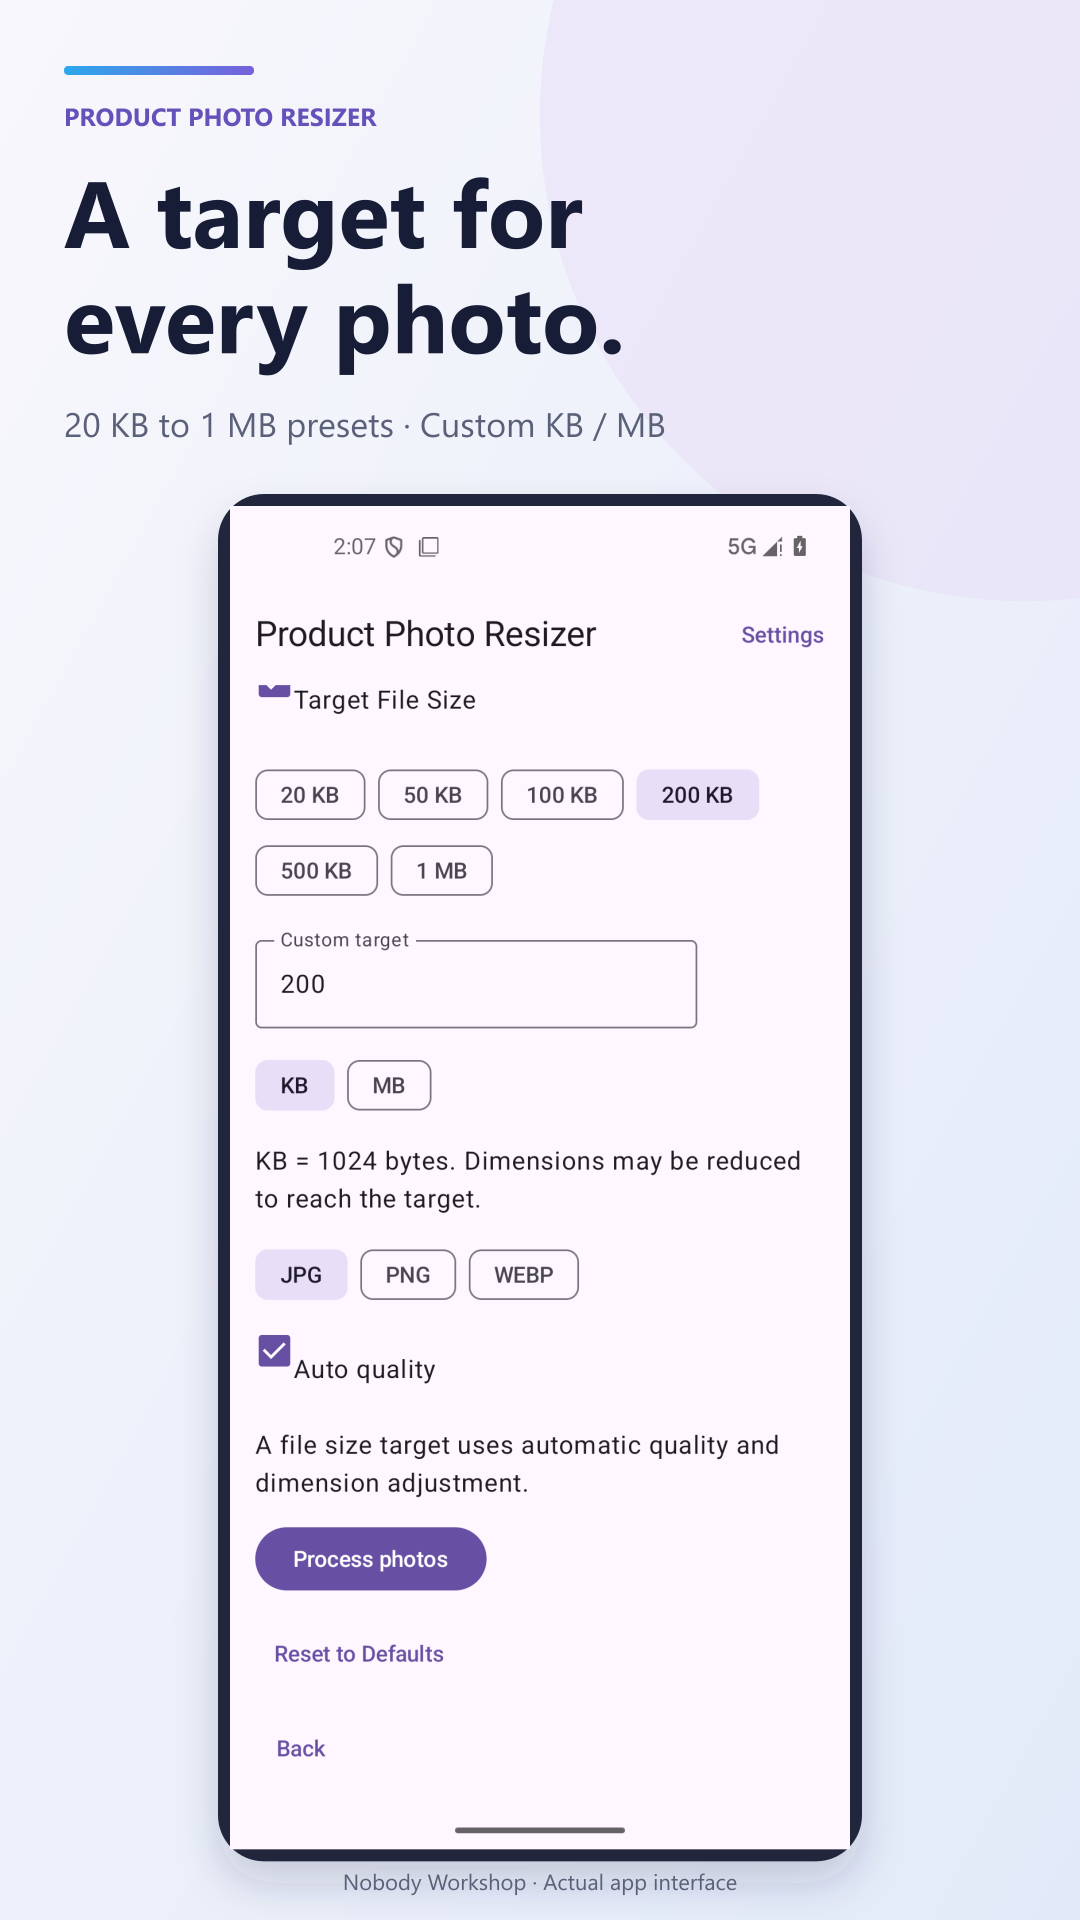 PRODUCT PHOTO RESIZER
A target for
every photo.
20 KB to 1 MB presets · Custom KB / MB
2:07 5G
Product Photo Resizer Settings
Target File Size
20 KB 50 KB 100 KB 200 KB
500 KB 1 MB
Custom target
200
KB MB
KB = 1024 bytes. Dimensions may be reduced
to reach the target.
JPG PNG WEBP
Auto quality
A file size target uses automatic quality and
dimension adjustment.
Process photos
Reset to Defaults
Back
Nobody Workshop · Actual app interface